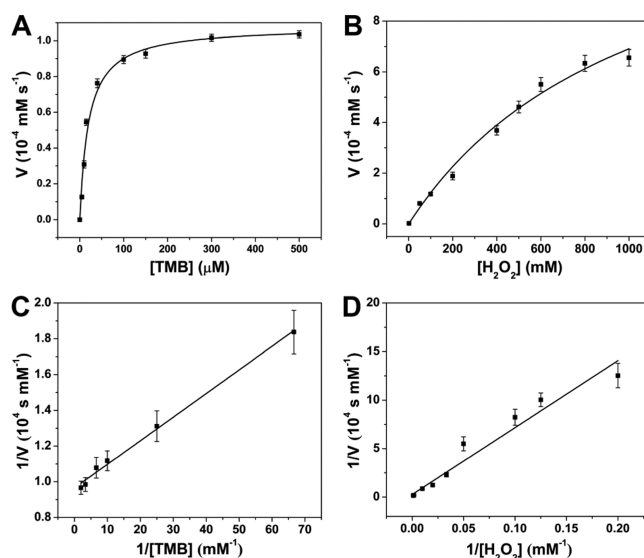 A
V (10⁻⁴ mM s⁻¹)
1.0
0.8
0.6
0.4
0.2
0.0
0 100 200 300 400 500
[TMB] (μM)
B
V (10⁻⁴ mM s⁻¹)
8
6
4
2
0
0 200 400 600 800 1000
[H₂O₂] (mM)
C
1/V (10⁴ s mM⁻¹)
2.0
1.8
1.6
1.4
1.2
1.0
0.8
0 10 20 30 40 50 60 70
1/[TMB] (mM⁻¹)
D
1/V (10⁴ s mM⁻¹)
20
15
10
5
0
0.00 0.05 0.10 0.15 0.20
1/[H₂O₂] (mM⁻¹)